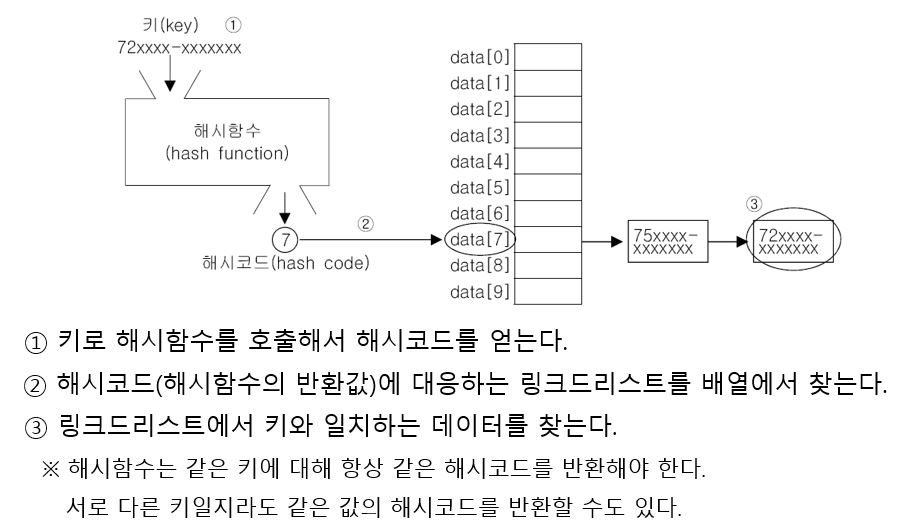 키(key) ①
72xxxx-xxxxxxx
해시함수
(hash function)
②
7
해시코드(hash code)
data[0]
data[1]
data[2]
data[3]
data[4]
data[5]
data[6]
data[7]
data[8]
data[9]
75xxxx-
xxxxxxx
③
72xxxx-
xxxxxxx
① 키로 해시함수를 호출해서 해시코드를 얻는다.
② 해시코드(해시함수의 반환값)에 대응하는 링크드리스트를 배열에서 찾는다.
③ 링크드리스트에서 키와 일치하는 데이터를 찾는다.
※ 해시함수는 같은 키에 대해 항상 같은 해시코드를 반환해야 한다.
서로 다른 키일지라도 같은 값의 해시코드를 반환할 수도 있다.